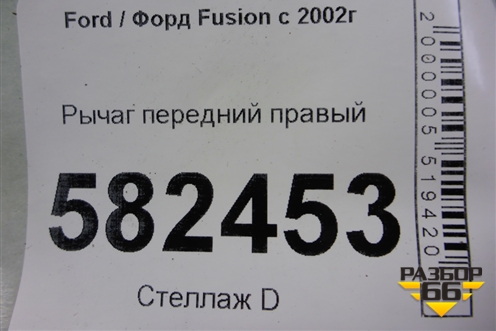 Ford / Форд Fusion с 2002г
Рычаг передний правый
582453
Стеллаж D
2000005519420
РАЗБОР
66